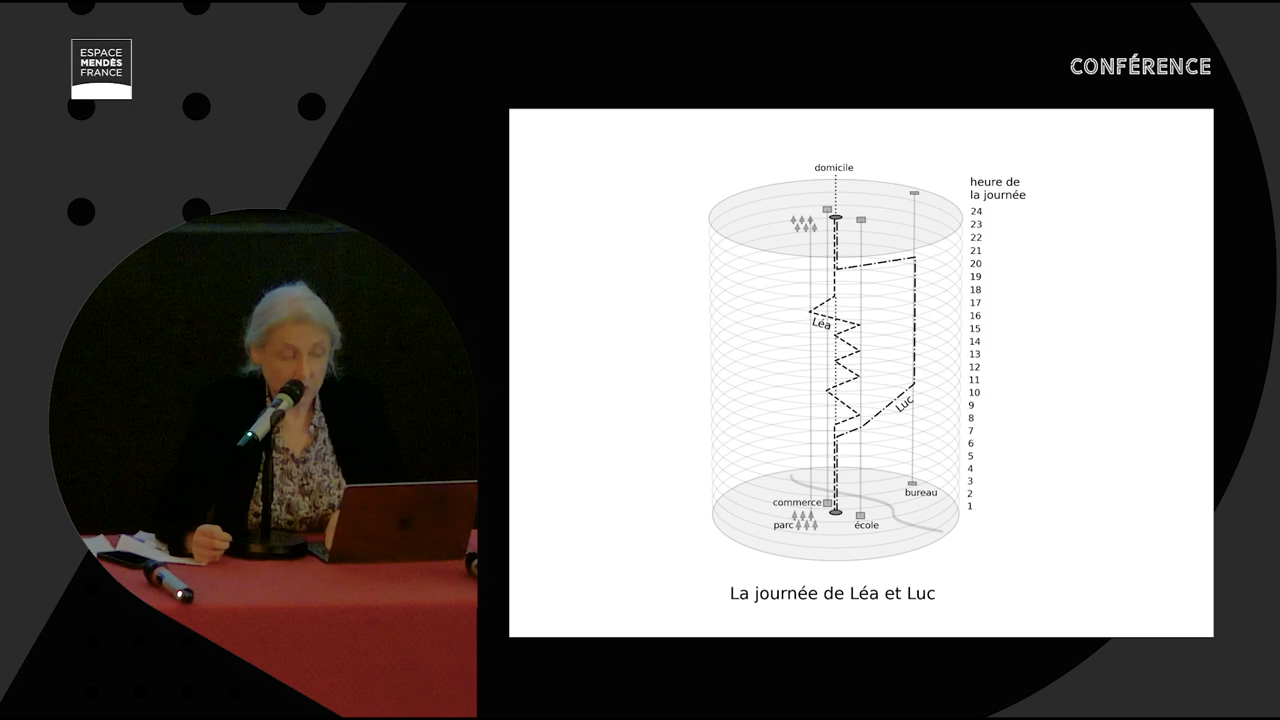 ESPACE
MENDÈS
FRANCE
CONFÉRENCE
domicile
heure de
la journée
24
23
22
21
20
19
18
17
16
15
14
13
12
11
10
9
8
7
6
5
4
3
2
1
Léa
Luc
bureau
commerce
parc
école
La journée de Léa et Luc